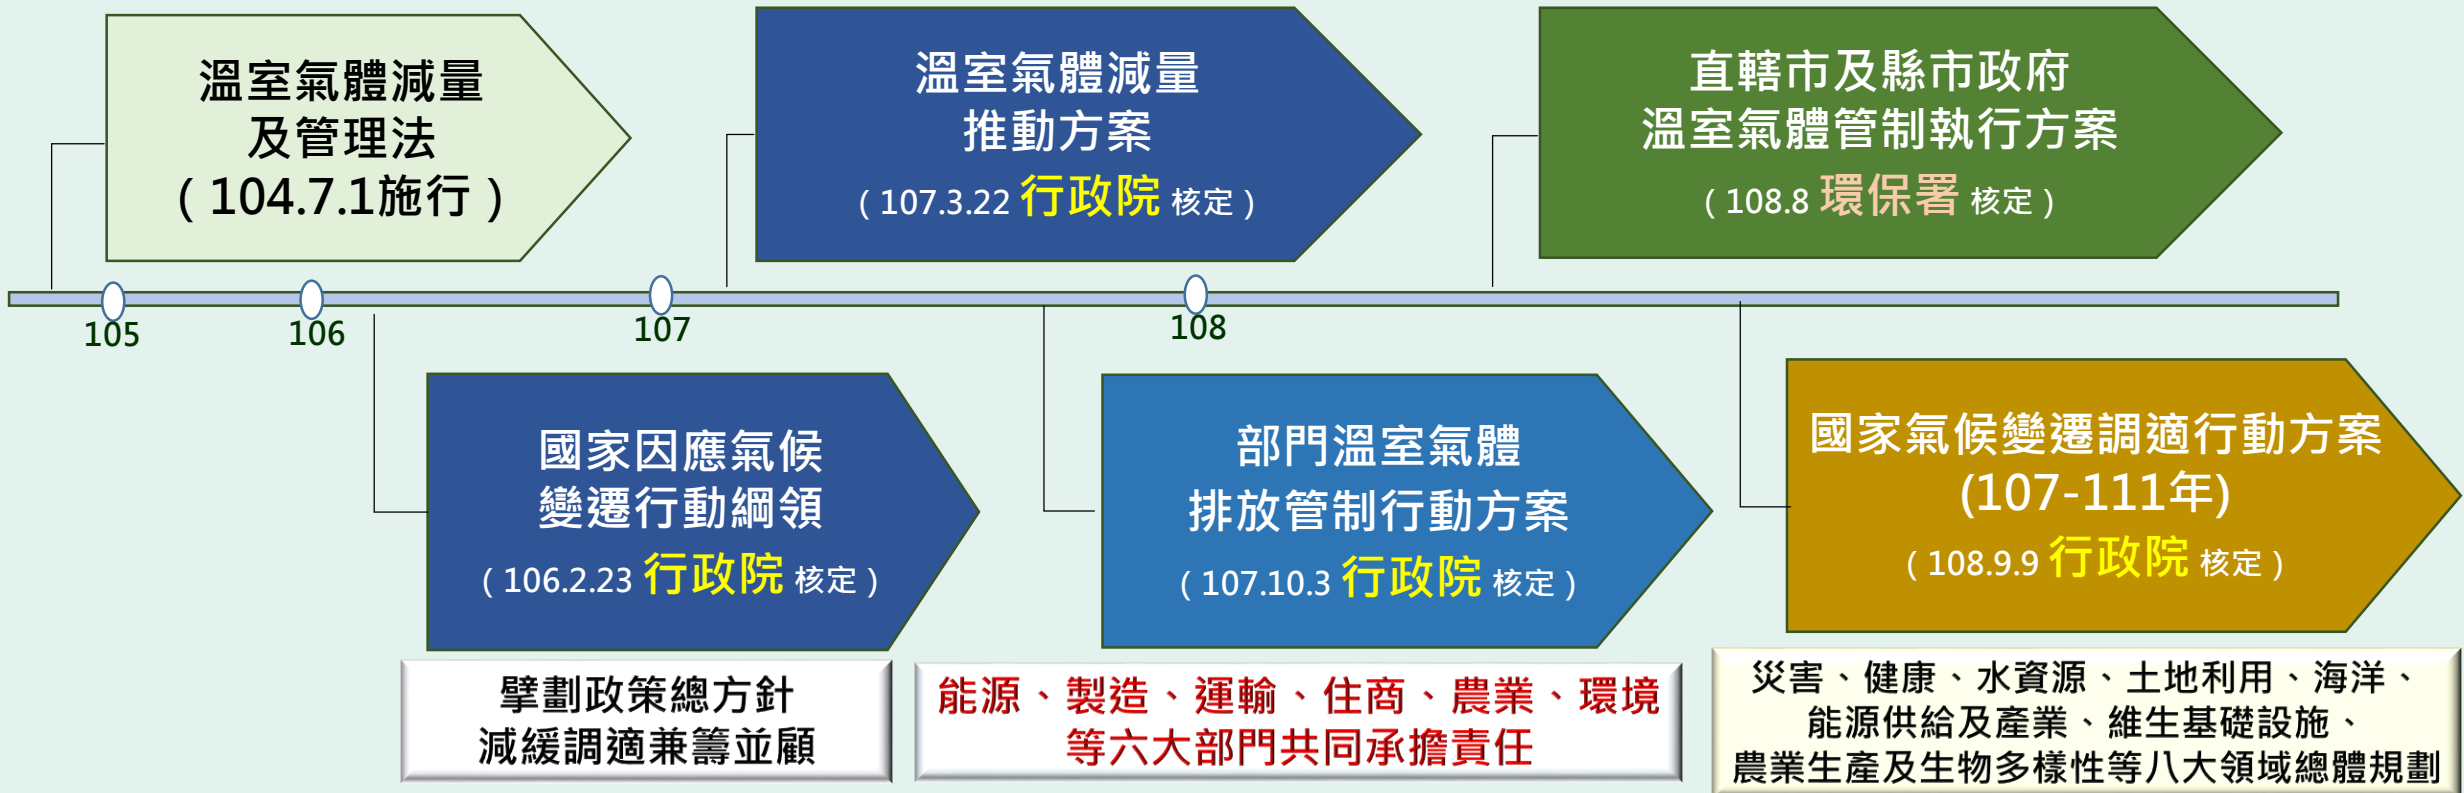 溫室氣體減量
及管理法
（104.7.1施行）
溫室氣體減量
推動方案
（107.3.22 行政院 核定）
直轄市及縣市政府
溫室氣體管制執行方案
（108.8 環保署 核定）
105
106
107
108
國家因應氣候
變遷行動綱領
（106.2.23 行政院 核定）
擘劃政策總方針
減緩調適兼籌並顧
部門溫室氣體
排放管制行動方案
（107.10.3 行政院 核定）
能源、製造、運輸、住商、農業、環境
等六大部門共同承擔責任
國家氣候變遷調適行動方案
(107-111年)
（108.9.9 行政院 核定）
災害、健康、水資源、土地利用、海洋、
能源供給及產業、維生基礎設施、
農業生產及生物多樣性等八大領域總體規劃